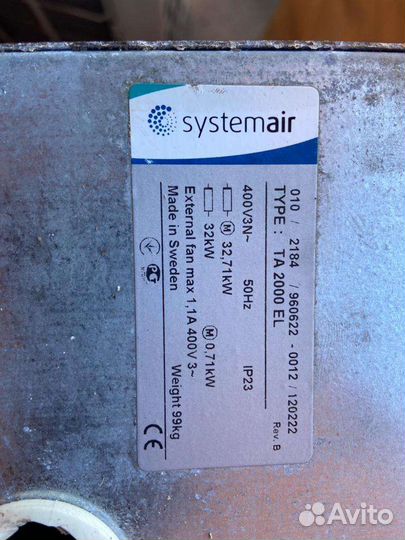 systemair
010 / 2184 / 960622 - 0012 / 120222
TYPE : TA 2000 EL Rev. B
400V3N~ 50Hz IP23
M 32,71kW
32kW M 0,71kW
External fan max 1,1A 400V 3~
Made in Sweden Weight 99kg
CE
Avito